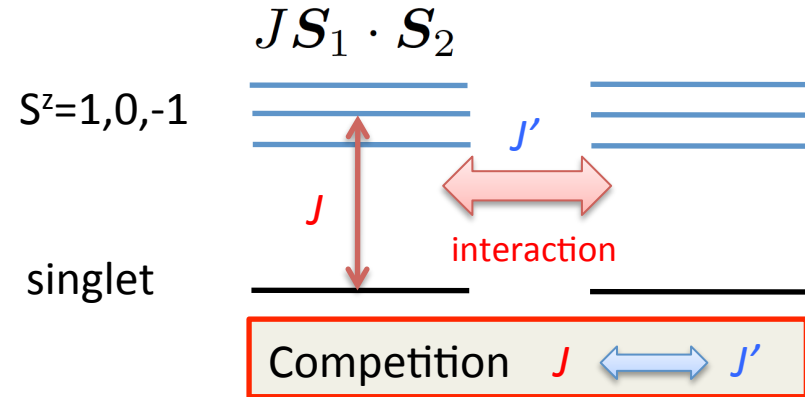 J𝑺₁ · 𝑺₂
Sᶻ=1,0,-1
J’
J
interaction
singlet
Competition J J’